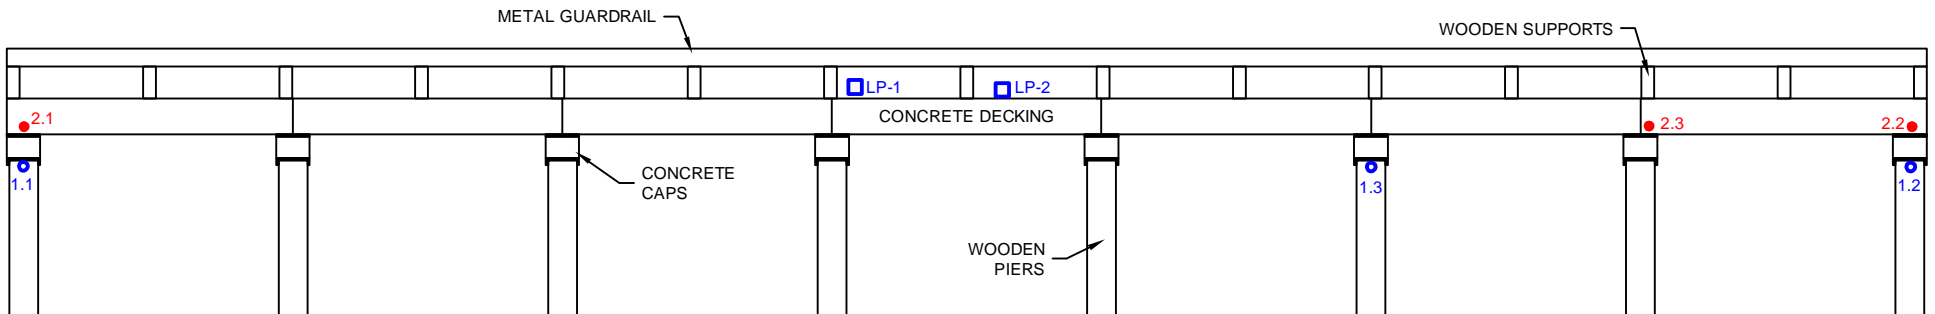 METAL GUARDRAIL
WOODEN SUPPORTS
LP-1
LP-2
2.1
CONCRETE DECKING
2.3
2.2
1.1
CONCRETE
CAPS
1.3
1.2
WOODEN
PIERS